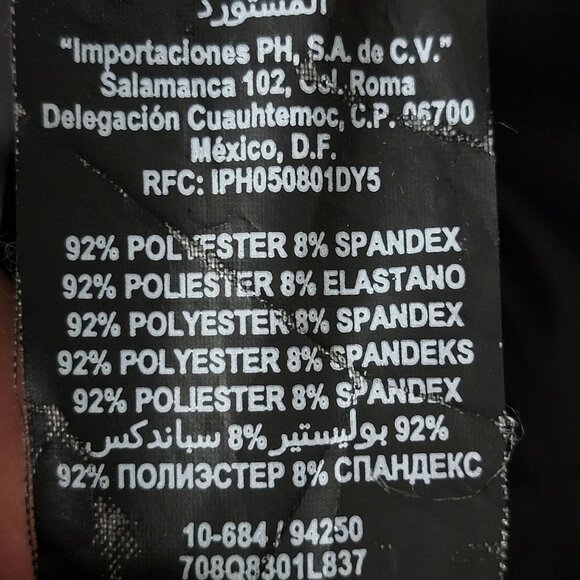 المستورد
"Importaciones PH, S.A. de C.V."
Salamanca 102, Col. Roma
Delegación Cuauhtemoc, C.P. 06700
México, D.F.
RFC: IPH050801DY5
92% POLYESTER 8% SPANDEX
92% POLIESTER 8% ELASTANO
92% POLYESTER 8% SPANDEX
92% POLYESTER 8% SPANDEKS
92% POLIESTER 8% SPANDEX
92% بوليستير 8% سباندكس
92% ПОЛИЭСТЕР 8% СПАНДЕКС
10-684 / 94250
708Q8301L837